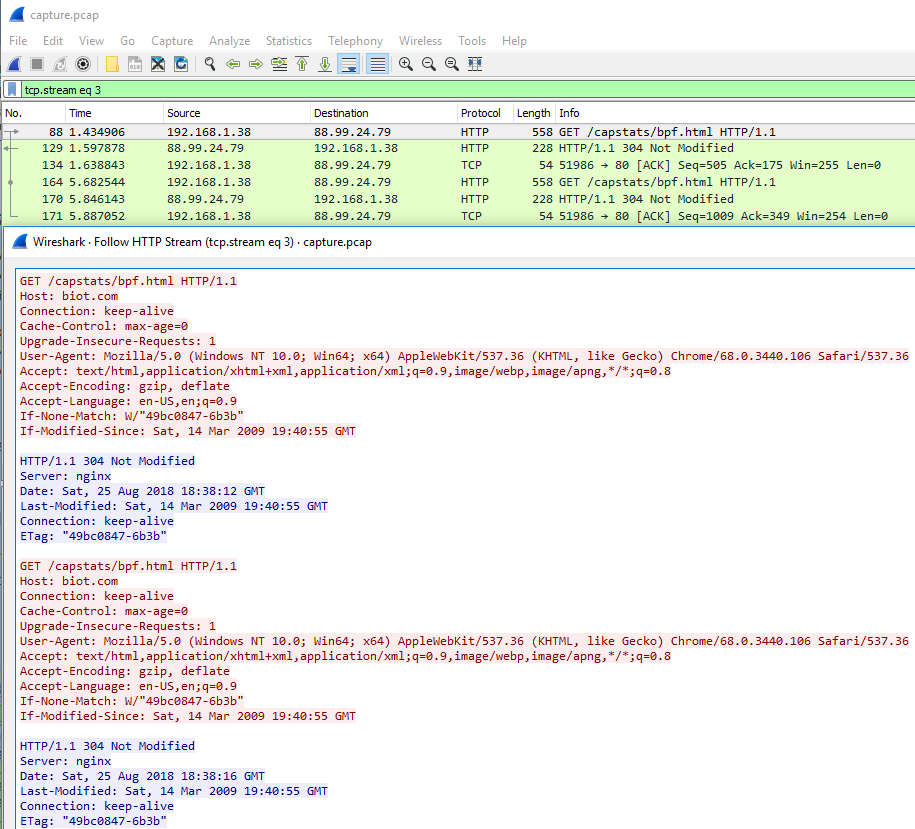 capture.pcap
File Edit View Go Capture Analyze Statistics Telephony Wireless Tools Help
tcp.stream eq 3
No. Time Source Destination Protocol Length Info
88 1.434906 192.168.1.38 88.99.24.79 HTTP 558 GET /capstats/bpf.html HTTP/1.1
129 1.597878 88.99.24.79 192.168.1.38 HTTP 228 HTTP/1.1 304 Not Modified
134 1.638843 192.168.1.38 88.99.24.79 TCP 54 51986 → 80 [ACK] Seq=505 Ack=175 Win=255 Len=0
164 5.682544 192.168.1.38 88.99.24.79 HTTP 558 GET /capstats/bpf.html HTTP/1.1
170 5.846143 88.99.24.79 192.168.1.38 HTTP 228 HTTP/1.1 304 Not Modified
171 5.887052 192.168.1.38 88.99.24.79 TCP 54 51986 → 80 [ACK] Seq=1009 Ack=349 Win=254 Len=0
Wireshark · Follow HTTP Stream (tcp.stream eq 3) · capture.pcap
GET /capstats/bpf.html HTTP/1.1
Host: biot.com
Connection: keep-alive
Cache-Control: max-age=0
Upgrade-Insecure-Requests: 1
User-Agent: Mozilla/5.0 (Windows NT 10.0; Win64; x64) AppleWebKit/537.36 (KHTML, like Gecko) Chrome/68.0.3440.106 Safari/537.36
Accept: text/html,application/xhtml+xml,application/xml;q=0.9,image/webp,image/apng,*/*;q=0.8
Accept-Encoding: gzip, deflate
Accept-Language: en-US,en;q=0.9
If-None-Match: W/"49bc0847-6b3b"
If-Modified-Since: Sat, 14 Mar 2009 19:40:55 GMT
HTTP/1.1 304 Not Modified
Server: nginx
Date: Sat, 25 Aug 2018 18:38:12 GMT
Last-Modified: Sat, 14 Mar 2009 19:40:55 GMT
Connection: keep-alive
ETag: "49bc0847-6b3b"
GET /capstats/bpf.html HTTP/1.1
Host: biot.com
Connection: keep-alive
Cache-Control: max-age=0
Upgrade-Insecure-Requests: 1
User-Agent: Mozilla/5.0 (Windows NT 10.0; Win64; x64) AppleWebKit/537.36 (KHTML, like Gecko) Chrome/68.0.3440.106 Safari/537.36
Accept: text/html,application/xhtml+xml,application/xml;q=0.9,image/webp,image/apng,*/*;q=0.8
Accept-Encoding: gzip, deflate
Accept-Language: en-US,en;q=0.9
If-None-Match: W/"49bc0847-6b3b"
If-Modified-Since: Sat, 14 Mar 2009 19:40:55 GMT
HTTP/1.1 304 Not Modified
Server: nginx
Date: Sat, 25 Aug 2018 18:38:16 GMT
Last-Modified: Sat, 14 Mar 2009 19:40:55 GMT
Connection: keep-alive
ETag: "49bc0847-6b3b"